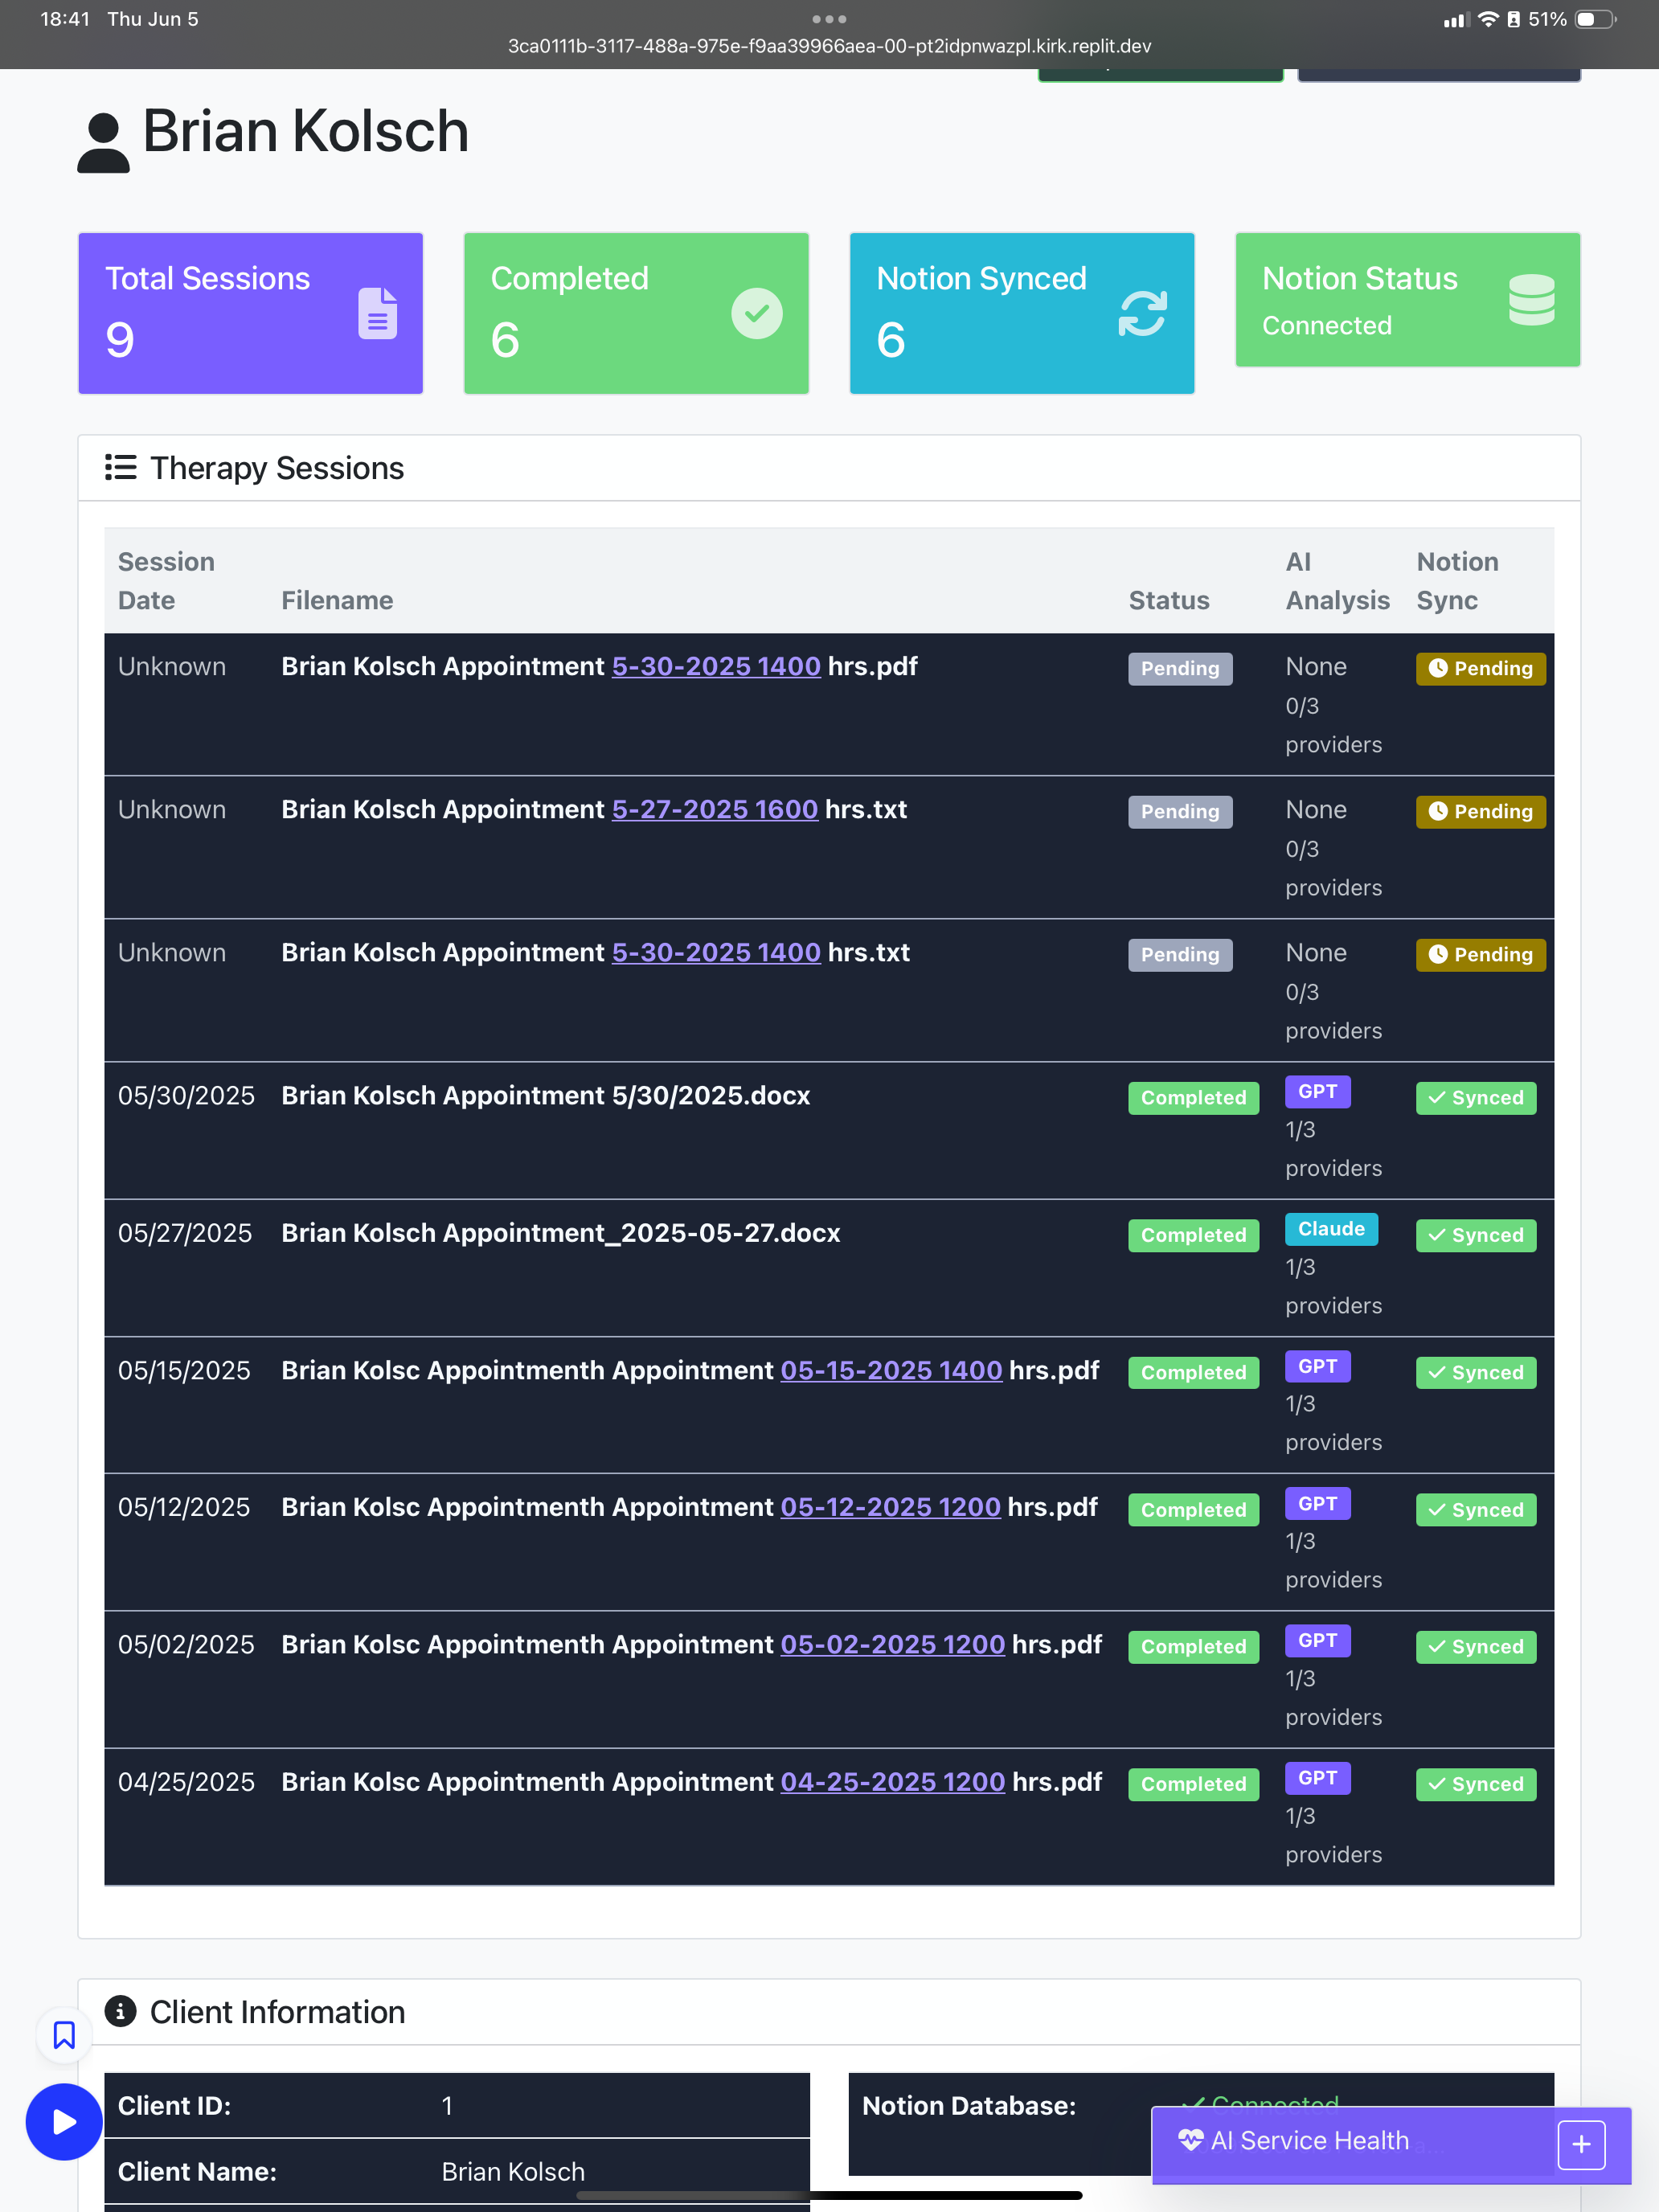 18:41 Thu Jun 5
51%
3ca0111b-3117-488a-975e-f9aa39966aea-00-pt2idpnwazpl.kirk.replit.dev
Brian Kolsch
Total Sessions
9
Completed
6
Notion Synced
6
Notion Status
Connected
Therapy Sessions
Session Date Filename Status AI Analysis Notion Sync
Unknown Brian Kolsch Appointment 5-30-2025 1400 hrs.pdf Pending None Pending
0/3
providers
Unknown Brian Kolsch Appointment 5-27-2025 1600 hrs.txt Pending None Pending
0/3
providers
Unknown Brian Kolsch Appointment 5-30-2025 1400 hrs.txt Pending None Pending
0/3
providers
05/30/2025 Brian Kolsch Appointment 5/30/2025.docx Completed GPT Synced
1/3
providers
05/27/2025 Brian Kolsch Appointment_2025-05-27.docx Completed Claude Synced
1/3
providers
05/15/2025 Brian Kolsc Appointmenth Appointment 05-15-2025 1400 hrs.pdf Completed GPT Synced
1/3
providers
05/12/2025 Brian Kolsc Appointmenth Appointment 05-12-2025 1200 hrs.pdf Completed GPT Synced
1/3
providers
05/02/2025 Brian Kolsc Appointmenth Appointment 05-02-2025 1200 hrs.pdf Completed GPT Synced
1/3
providers
04/25/2025 Brian Kolsc Appointmenth Appointment 04-25-2025 1200 hrs.pdf Completed GPT Synced
1/3
providers
Client Information
Client ID: 1
Client Name: Brian Kolsch
Notion Database: Connected
AI Service Health